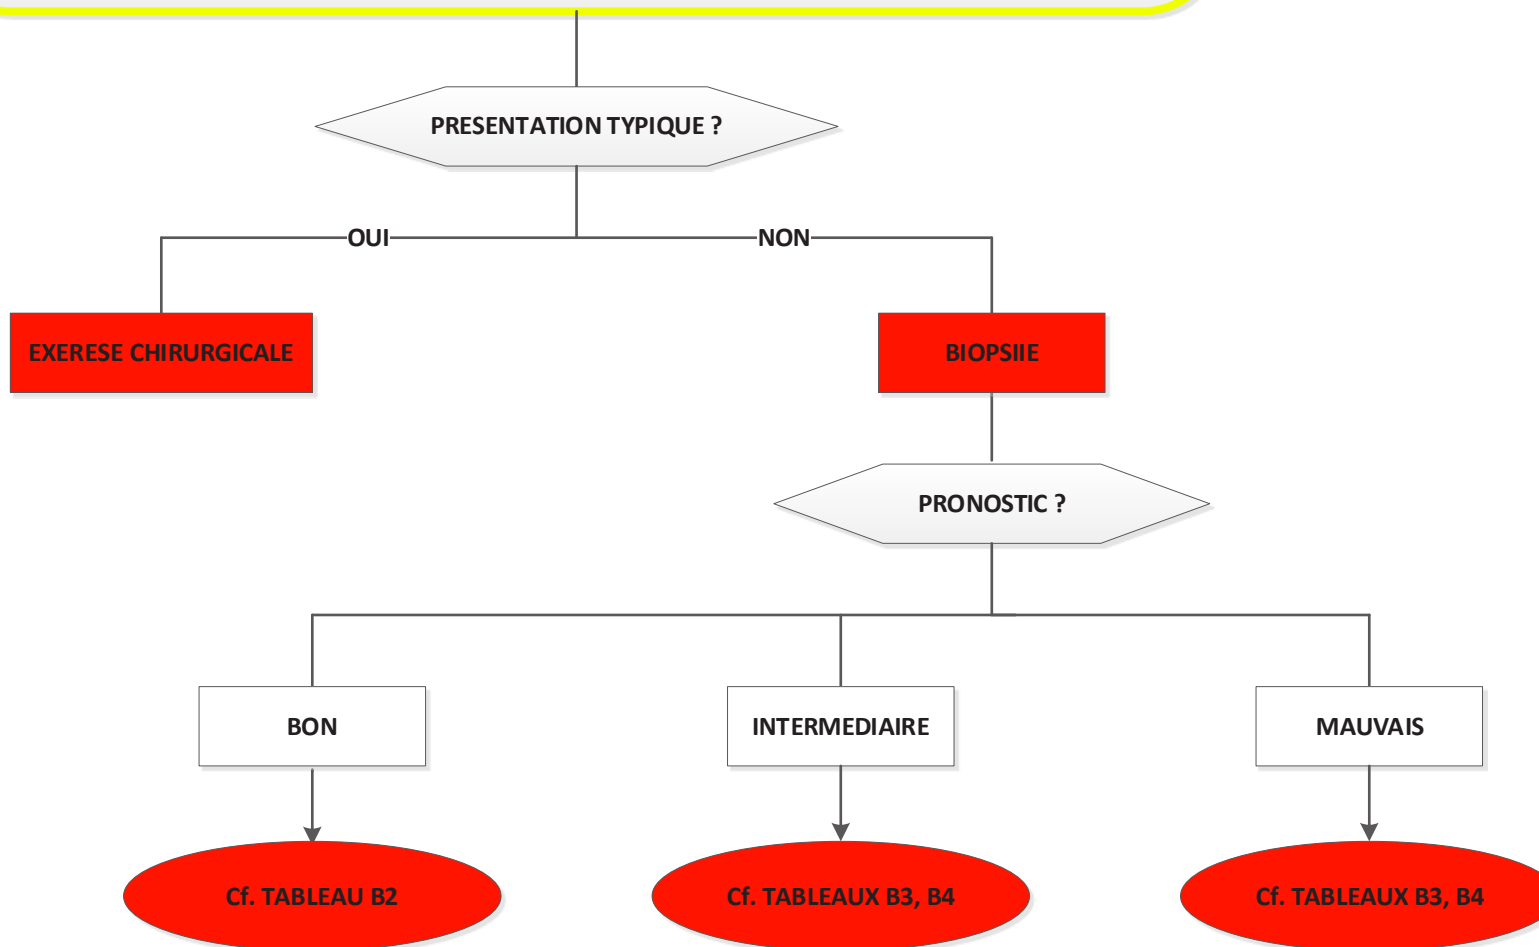 PRESENTATION TYPIQUE ?
OUI
NON
EXERESE CHIRURGICALE
BIOPSIIE
PRONOSTIC ?
BON
INTERMEDIAIRE
MAUVAIS
Cf. TABLEAU B2
Cf. TABLEAUX B3, B4
Cf. TABLEAUX B3, B4